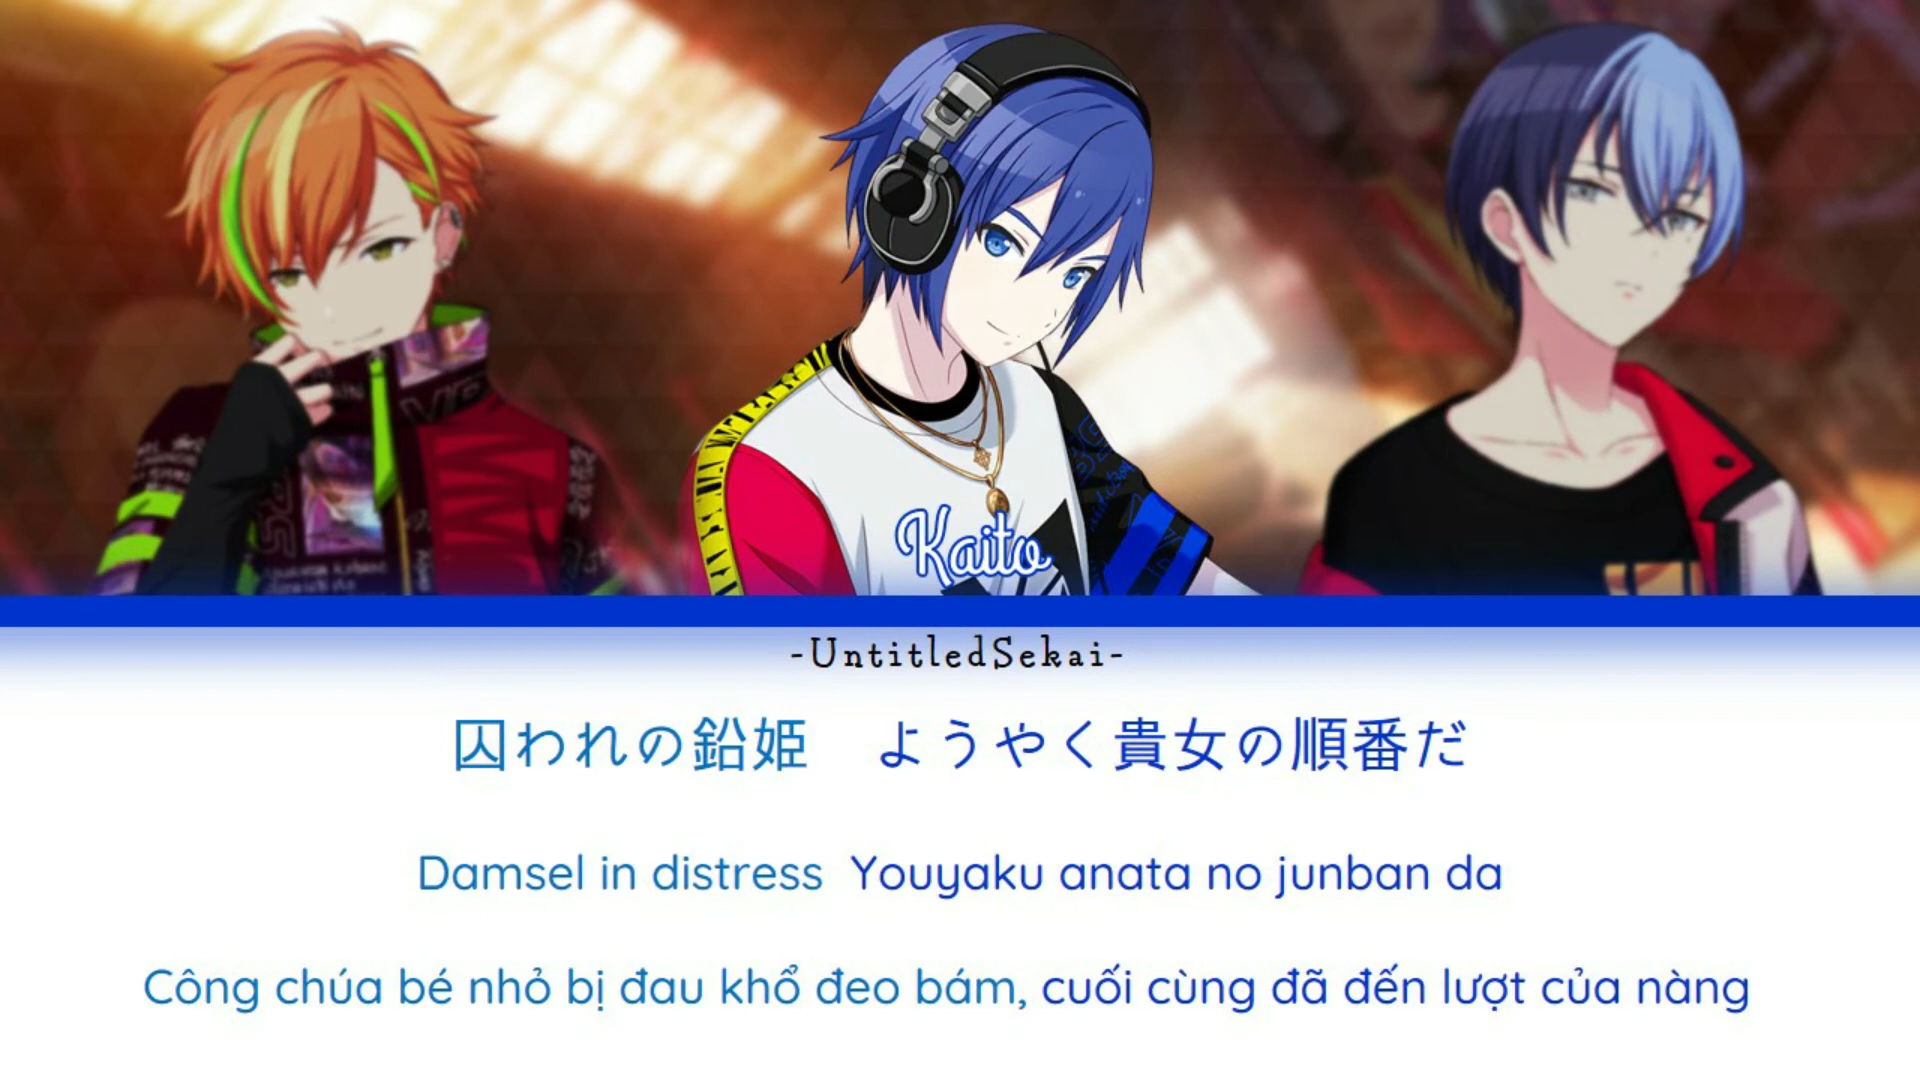 Kaito
-UntitledSekai-
囚われの鉛姫　ようやく貴女の順番だ
Damsel in distress Youyaku anata no junban da
Công chúa bé nhỏ bị đau khổ đeo bám, cuối cùng đã đến lượt của nàng